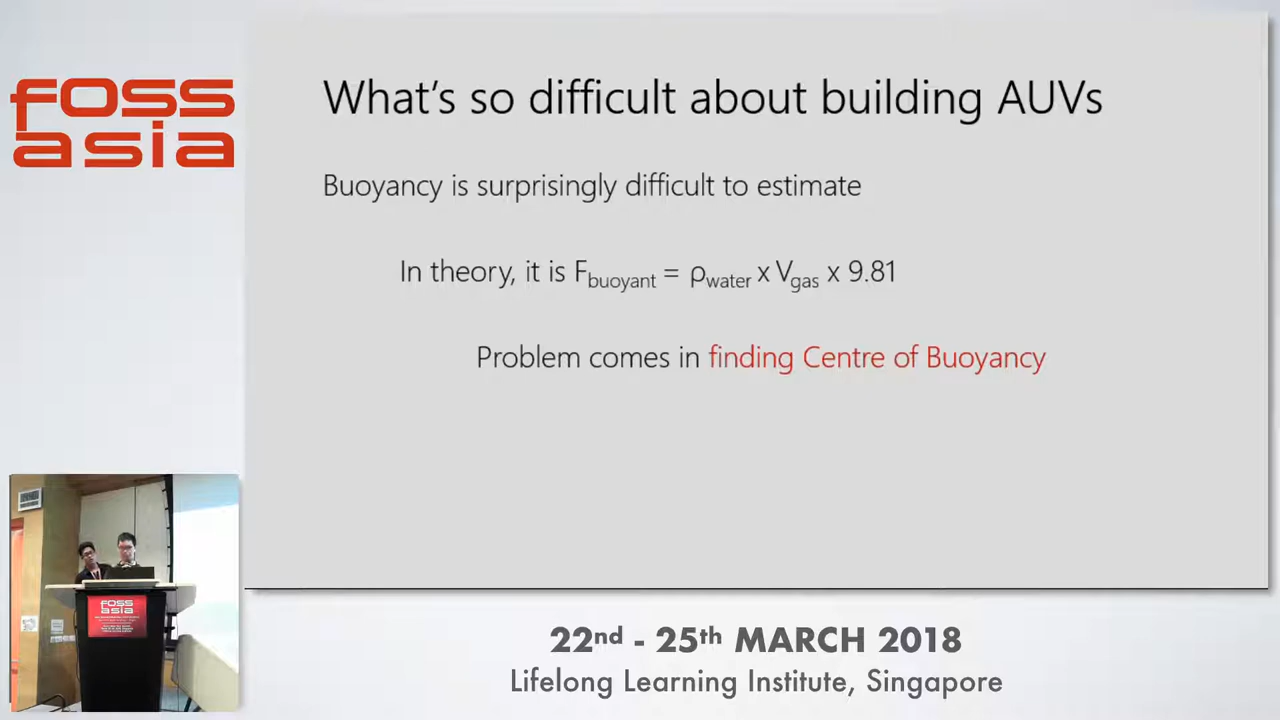 foss
asia
What's so difficult about building AUVs
Buoyancy is surprisingly difficult to estimate
In theory, it is Fbuoyant = ρwater x Vgas x 9.81
Problem comes in finding Centre of Buoyancy
FOSS
ASIA
22nd - 25th MARCH 2018
Lifelong Learning Institute, Singapore